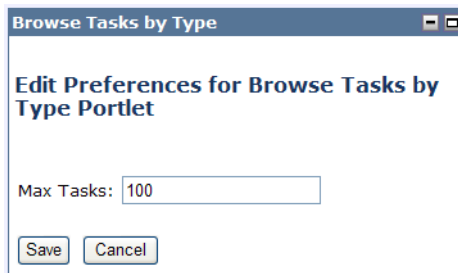 Browse Tasks by Type
Edit Preferences for Browse Tasks by
Type Portlet
Max Tasks: 100
Save Cancel